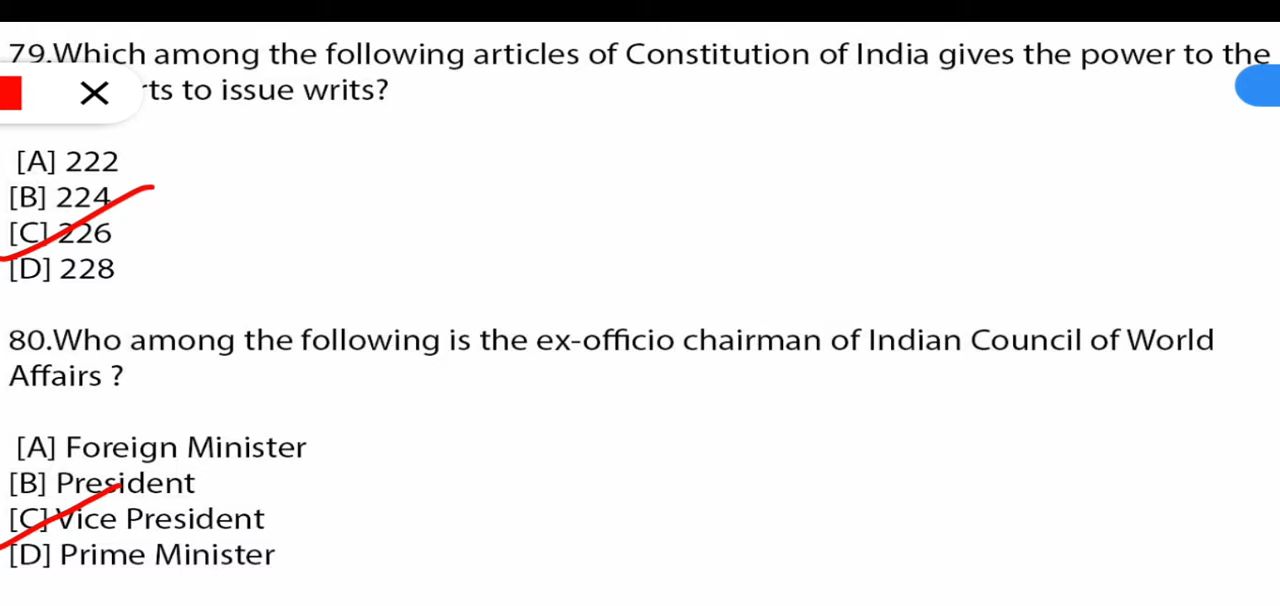 79.Which among the following articles of Constitution of India gives the power to the
to issue writs?
[A] 222
[B] 224
[C] 226
[D] 228
80.Who among the following is the ex-officio chairman of Indian Council of World
Affairs ?
[A] Foreign Minister
[B] President
[C] Vice President
[D] Prime Minister